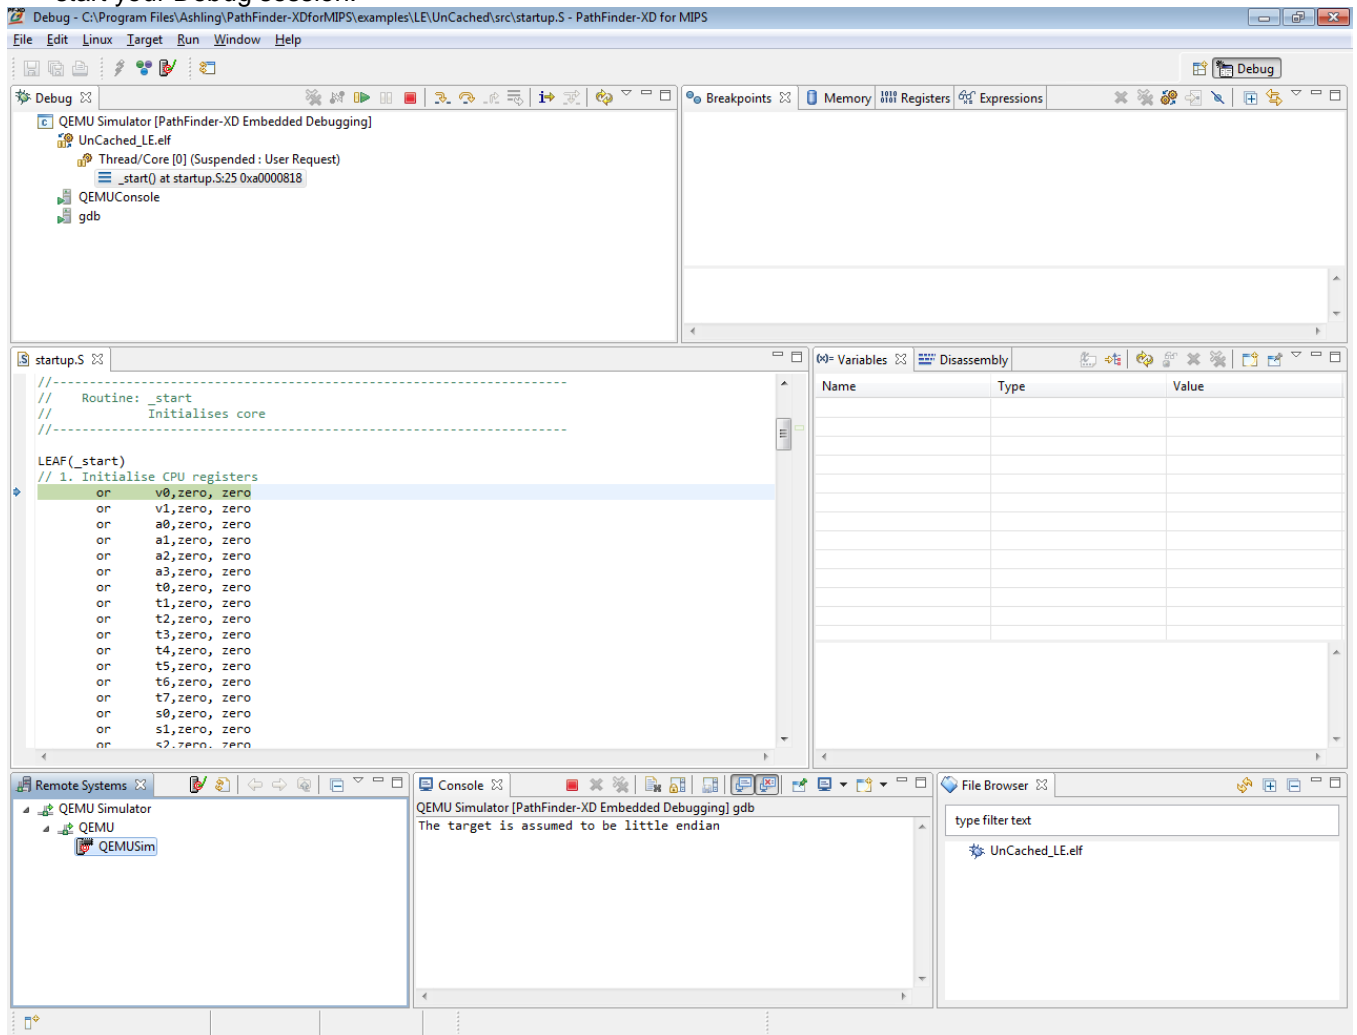 start your Debug session.
Debug - C:\Program Files\Ashling\PathFinder-XDforMIPS\examples\LE\UnCached\src\startup.S - PathFinder-XD for MIPS
File Edit Linux Target Run Window Help
Debug
Debug
QEMU Simulator [PathFinder-XD Embedded Debugging]
UnCached_LE.elf
Thread/Core [0] (Suspended : User Request)
_start() at startup.S:25 0xa0000818
QEMUConsole
gdb
Breakpoints Memory Registers Expressions
startup.S
//----------------------------------------------------------------------
// Routine: _start
// Initialises core
//----------------------------------------------------------------------
LEAF(_start)
// 1. Initialise CPU registers
or v0,zero, zero
or v1,zero, zero
or a0,zero, zero
or a1,zero, zero
or a2,zero, zero
or a3,zero, zero
or t0,zero, zero
or t1,zero, zero
or t2,zero, zero
or t3,zero, zero
or t4,zero, zero
or t5,zero, zero
or t6,zero, zero
or t7,zero, zero
or s0,zero, zero
or s1,zero, zero
or s2,zero, zero
(x)= Variables Disassembly
Name Type Value
Remote Systems
QEMU Simulator
QEMU
QEMUSim
Console
QEMU Simulator [PathFinder-XD Embedded Debugging] gdb
The target is assumed to be little endian
File Browser
type filter text
UnCached_LE.elf